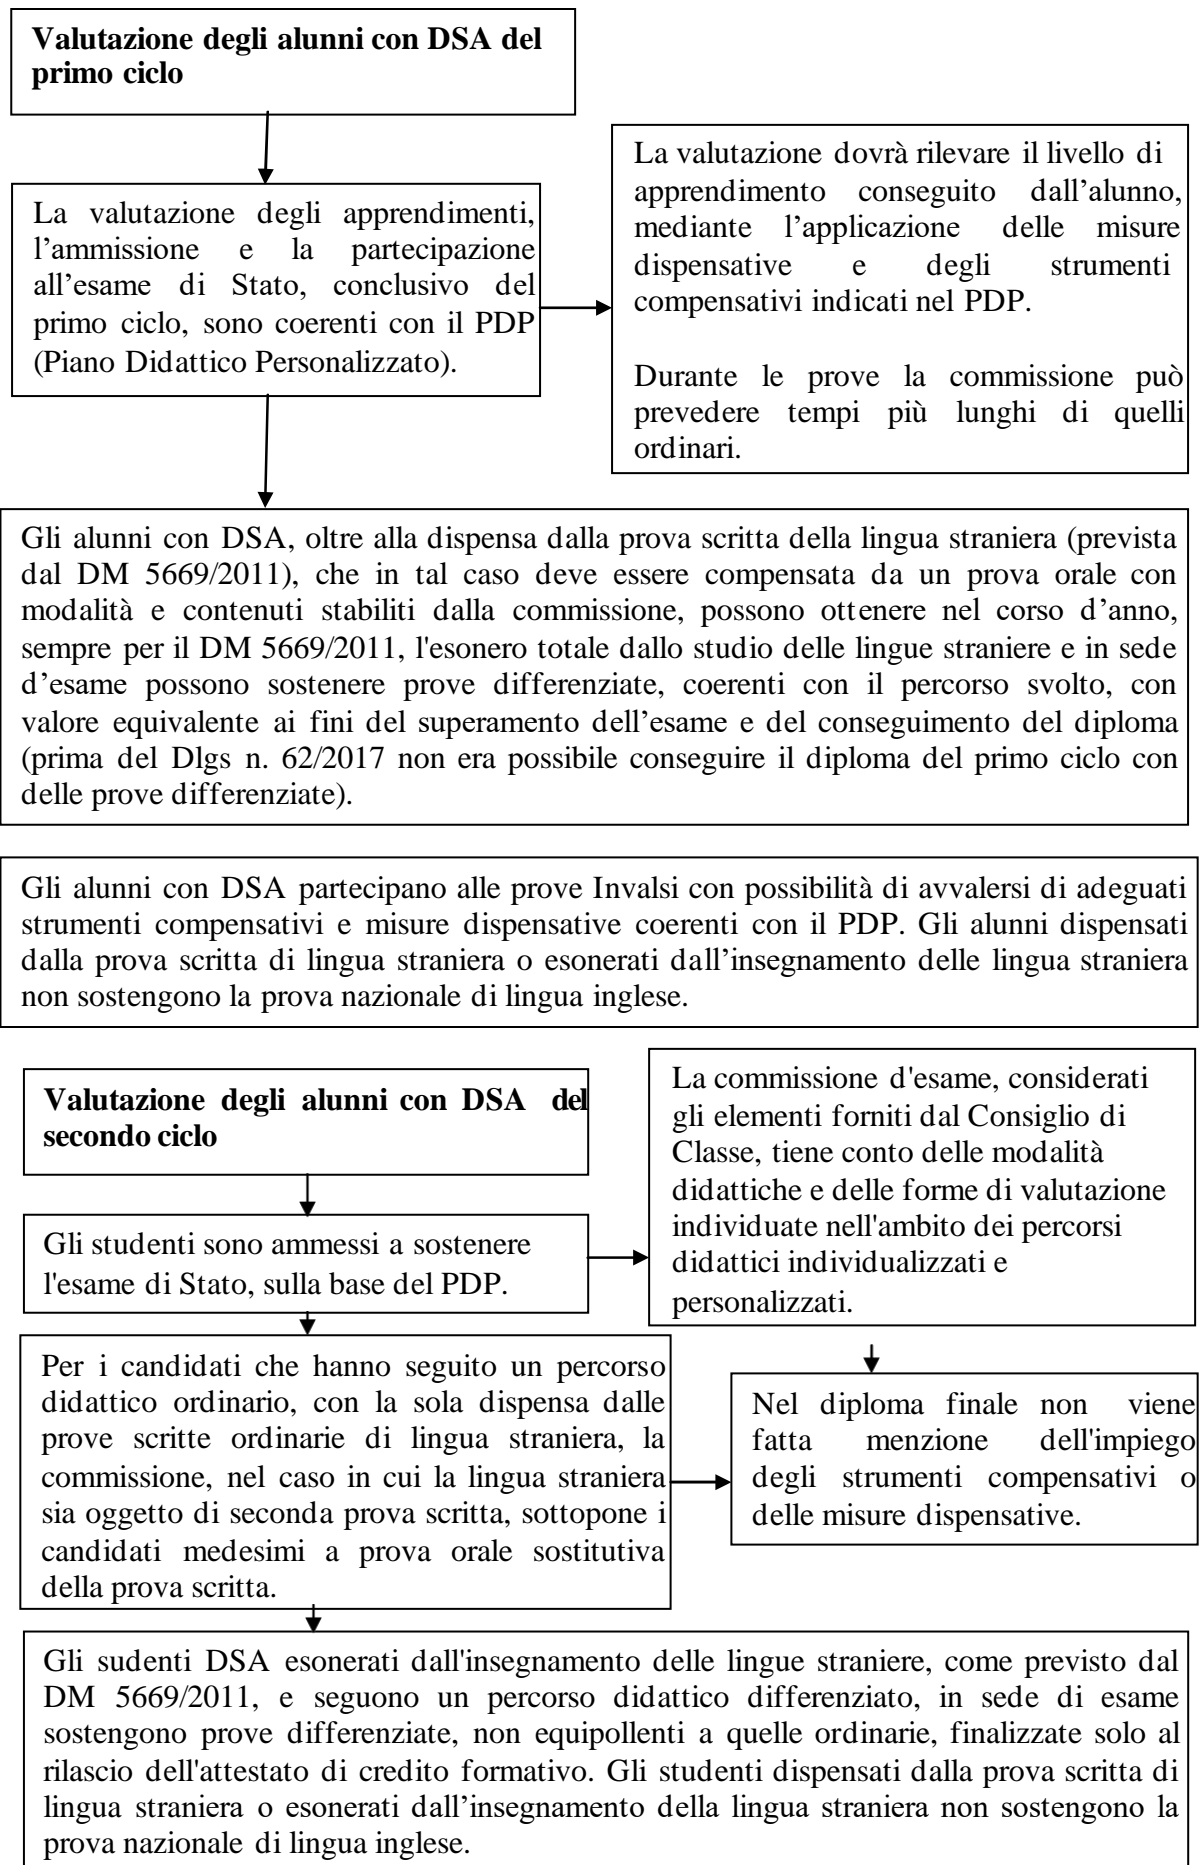 Valutazione degli alunni con DSA del
primo ciclo
La valutazione degli apprendimenti,
l’ammissione e la partecipazione
all’esame di Stato, conclusivo del
primo ciclo, sono coerenti con il PDP
(Piano Didattico Personalizzato).
La valutazione dovrà rilevare il livello di
apprendimento conseguito dall’alunno,
mediante l’applicazione delle misure
dispensative e degli strumenti
compensativi indicati nel PDP.
Durante le prove la commissione può
prevedere tempi più lunghi di quelli
ordinari.
Gli alunni con DSA, oltre alla dispensa dalla prova scritta della lingua straniera (prevista
dal DM 5669/2011), che in tal caso deve essere compensata da un prova orale con
modalità e contenuti stabiliti dalla commissione, possono ottenere nel corso d’anno,
sempre per il DM 5669/2011, l'esonero totale dallo studio delle lingue straniere e in sede
d’esame possono sostenere prove differenziate, coerenti con il percorso svolto, con
valore equivalente ai fini del superamento dell’esame e del conseguimento del diploma
(prima del Dlgs n. 62/2017 non era possibile conseguire il diploma del primo ciclo con
delle prove differenziate).
Gli alunni con DSA partecipano alle prove Invalsi con possibilità di avvalersi di adeguati
strumenti compensativi e misure dispensative coerenti con il PDP. Gli alunni dispensati
dalla prova scritta di lingua straniera o esonerati dall’insegnamento delle lingua straniera
non sostengono la prova nazionale di lingua inglese.
Valutazione degli alunni con DSA del
secondo ciclo
Gli studenti sono ammessi a sostenere
l'esame di Stato, sulla base del PDP.
La commissione d'esame, considerati
gli elementi forniti dal Consiglio di
Classe, tiene conto delle modalità
didattiche e delle forme di valutazione
individuate nell'ambito dei percorsi
didattici individualizzati e
personalizzati.
Per i candidati che hanno seguito un percorso
didattico ordinario, con la sola dispensa dalle
prove scritte ordinarie di lingua straniera, la
commissione, nel caso in cui la lingua straniera
sia oggetto di seconda prova scritta, sottopone i
candidati medesimi a prova orale sostitutiva
della prova scritta.
Nel diploma finale non viene
fatta menzione dell'impiego
degli strumenti compensativi o
delle misure dispensative.
Gli sudenti DSA esonerati dall'insegnamento delle lingue straniere, come previsto dal
DM 5669/2011, e seguono un percorso didattico differenziato, in sede di esame
sostengono prove differenziate, non equipollenti a quelle ordinarie, finalizzate solo al
rilascio dell'attestato di credito formativo. Gli studenti dispensati dalla prova scritta di
lingua straniera o esonerati dall’insegnamento della lingua straniera non sostengono la
prova nazionale di lingua inglese.